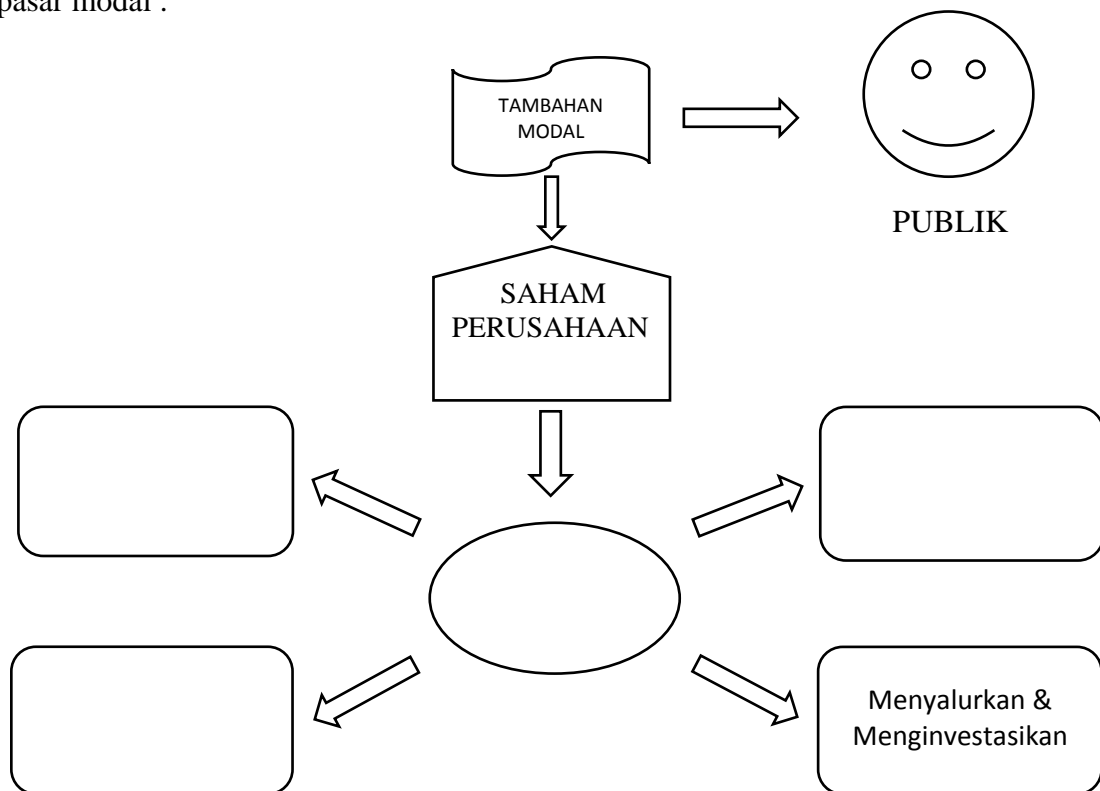 pasar modal :
TAMBAHAN
MODAL
PUBLIK
SAHAM
PERUSAHAAN
Menyalurkan &
Menginvestasikan